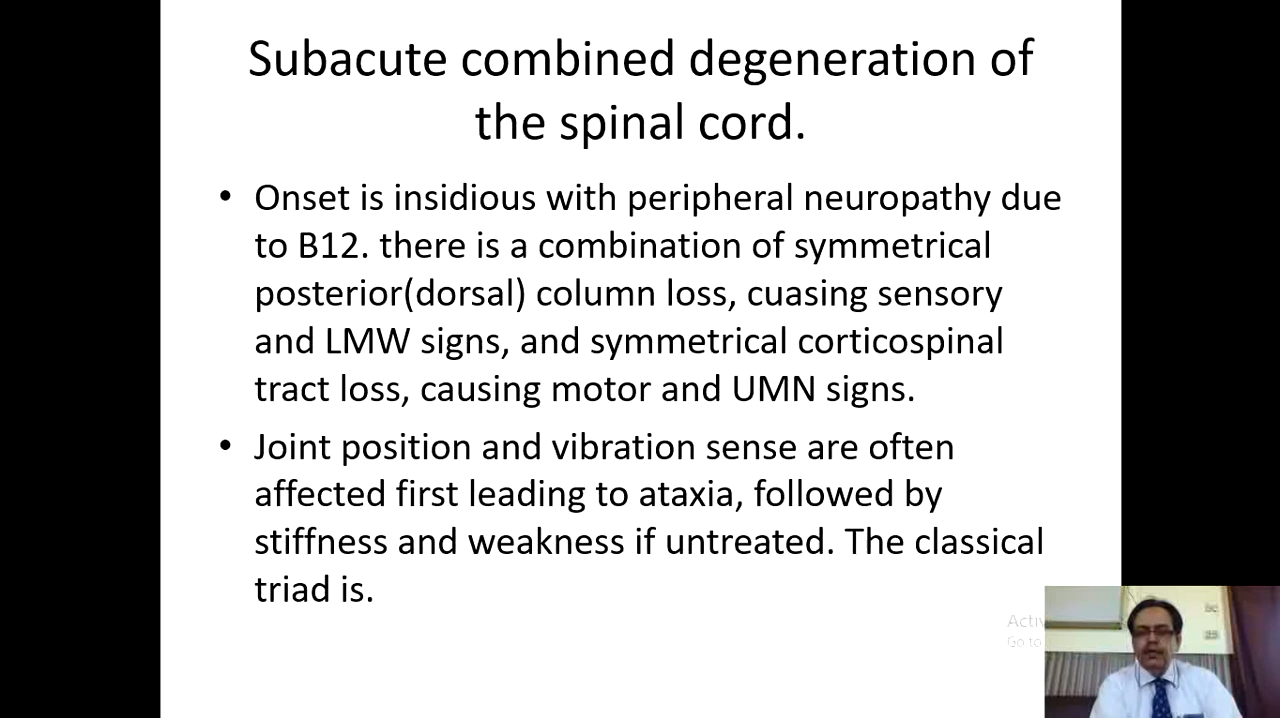 Subacute combined degeneration of
the spinal cord.
• Onset is insidious with peripheral neuropathy due
to B12. there is a combination of symmetrical
posterior(dorsal) column loss, cuasing sensory
and LMW signs, and symmetrical corticospinal
tract loss, causing motor and UMN signs.
• Joint position and vibration sense are often
affected first leading to ataxia, followed by
stiffness and weakness if untreated. The classical
triad is.
Go to